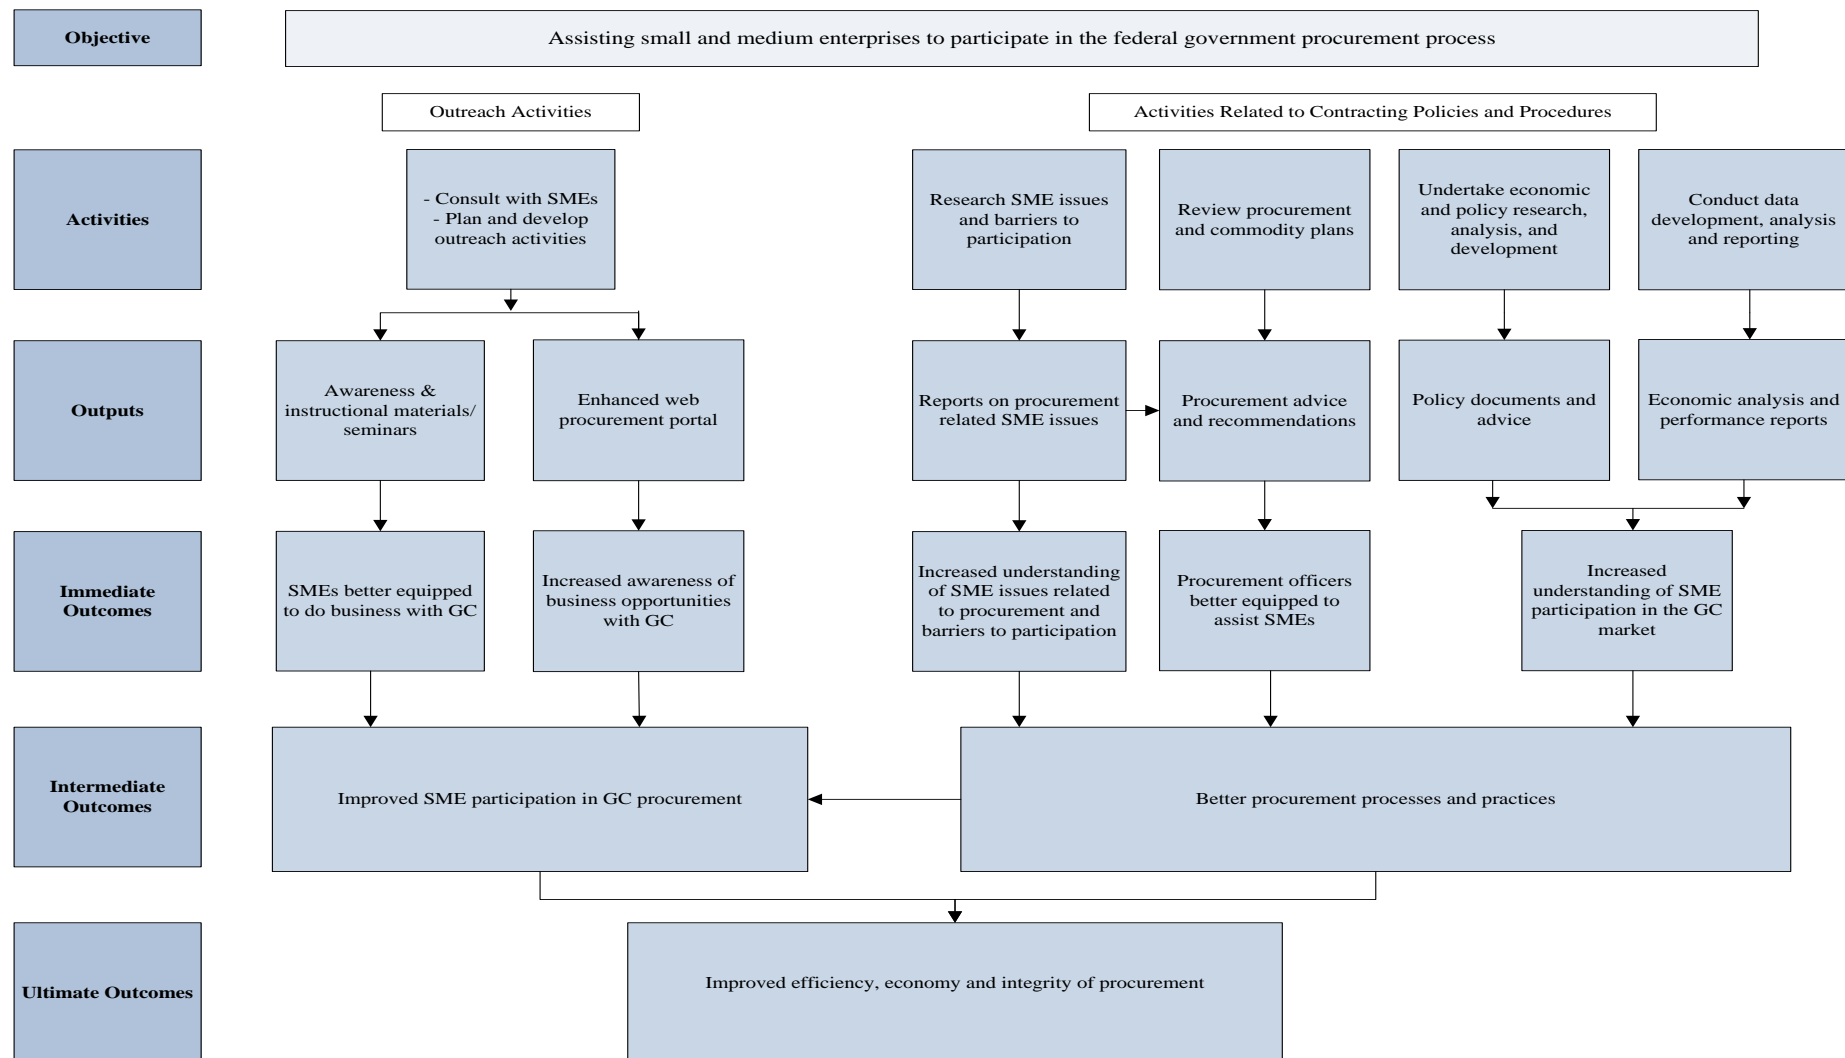 Objective
Assisting small and medium enterprises to participate in the federal government procurement process
Outreach Activities
Activities Related to Contracting Policies and Procedures
Activities
- Consult with SMEs
- Plan and develop
outreach activities
Research SME issues
and barriers to
participation
Review procurement
and commodity plans
Undertake economic
and policy research,
analysis, and
development
Conduct data
development, analysis
and reporting
Outputs
Awareness &
instructional materials/
seminars
Enhanced web
procurement portal
Reports on procurement
related SME issues
Procurement advice
and recommendations
Policy documents and
advice
Economic analysis and
performance reports
Immediate
Outcomes
SMEs better equipped
to do business with GC
Increased awareness of
business opportunities
with GC
Increased understanding
of SME issues related
to procurement and
barriers to participation
Procurement officers
better equipped to
assist SMEs
Increased
understanding of SME
participation in the GC
market
Intermediate
Outcomes
Improved SME participation in GC procurement
Better procurement processes and practices
Ultimate Outcomes
Improved efficiency, economy and integrity of procurement